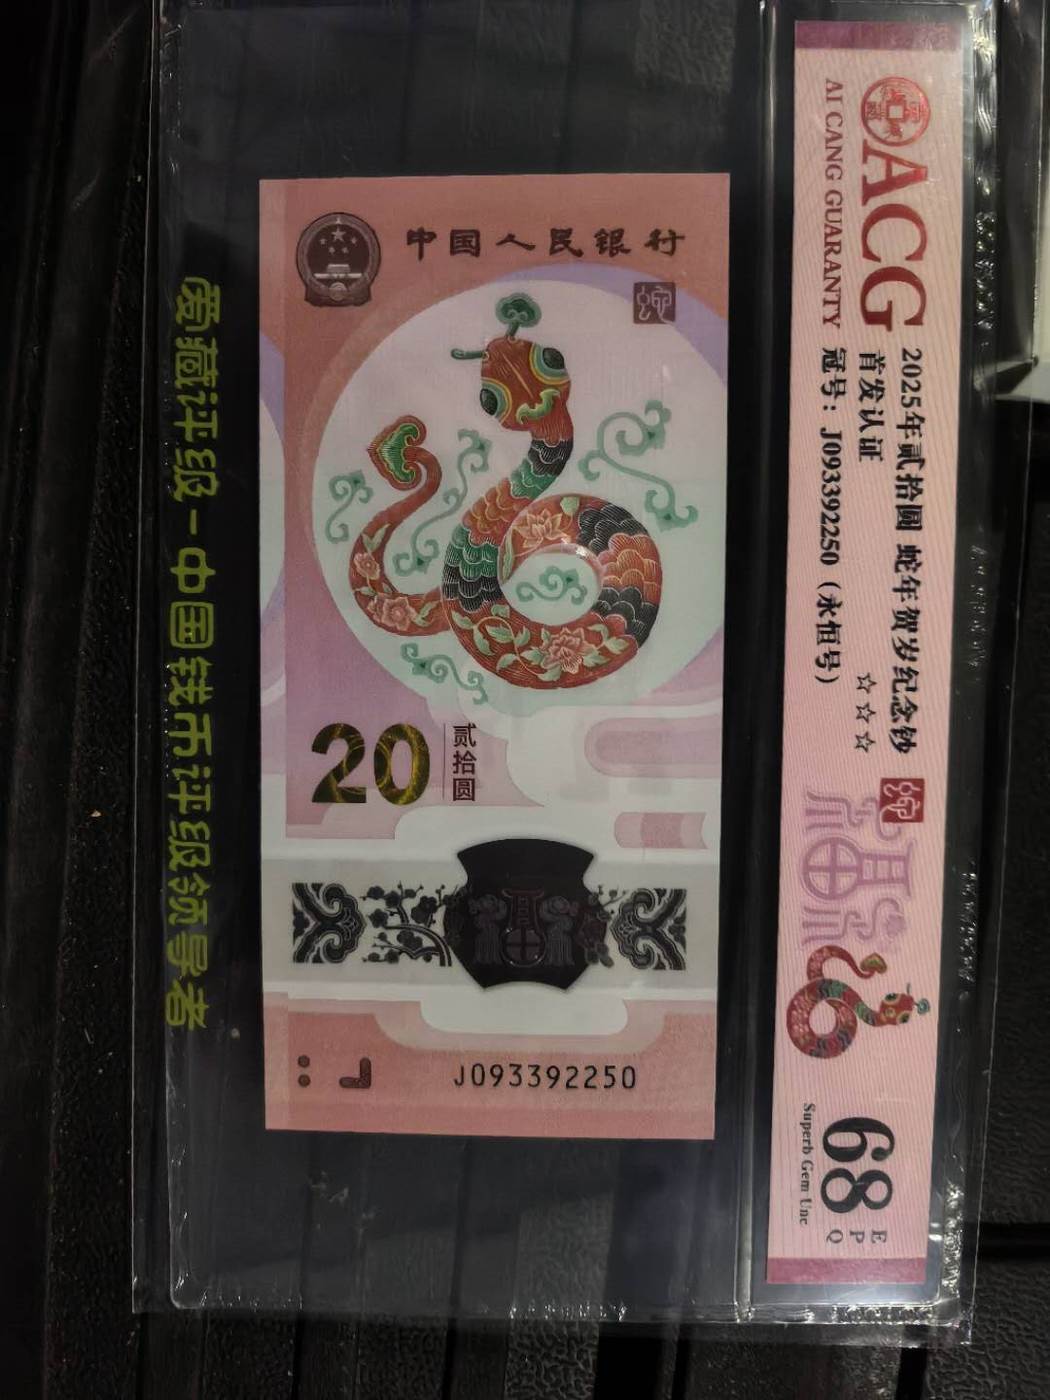 中国人民银行
蛇
20
贰拾圆
J093392250
ACG
AI CANG GUARANTY
2025年贰拾圆 蛇年贺岁纪念钞
首发认证
☆☆☆
冠号：J093392250（永恒号）
蛇
68
EPQ
Superb Gem Unc
爱藏评级-中国钱币评级领导者